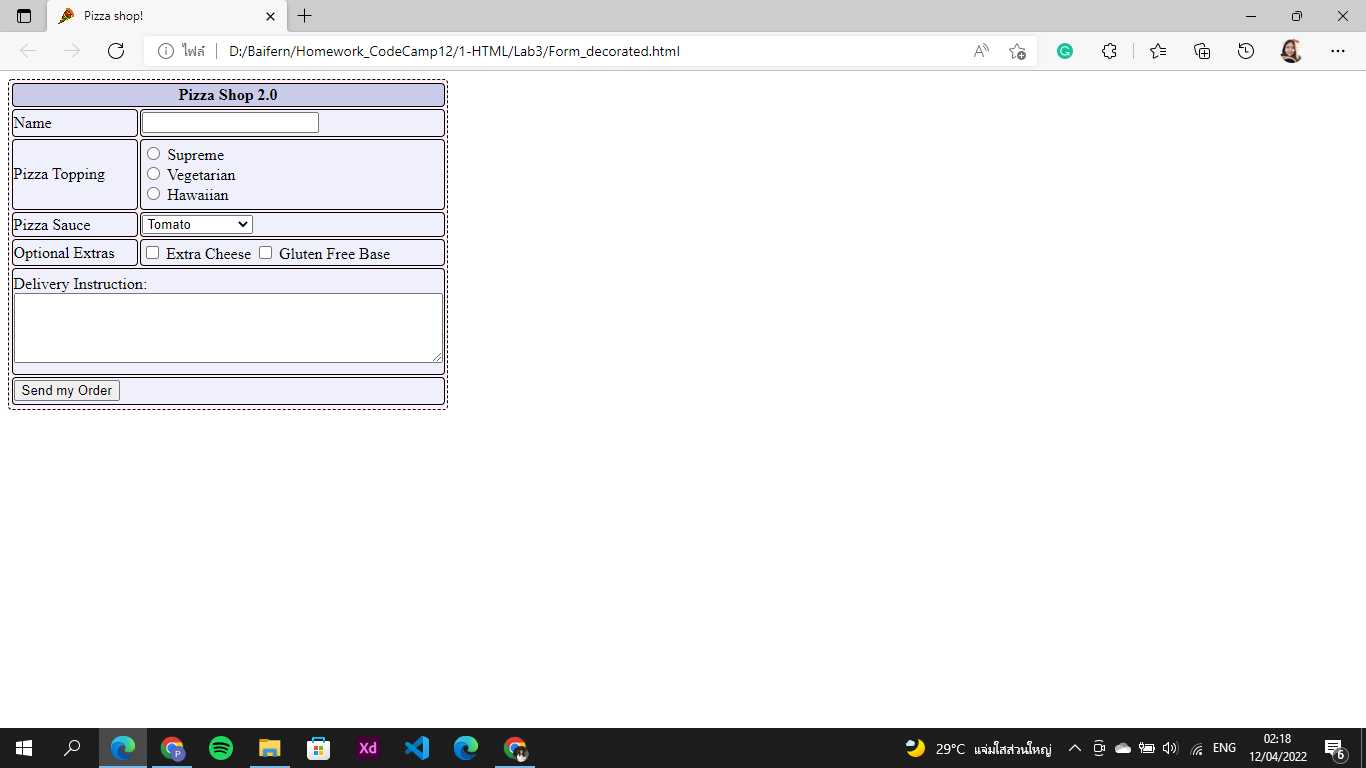 Pizza shop!
ไฟล์ D:/Baifern/Homework_CodeCamp12/1-HTML/Lab3/Form_decorated.html
Pizza Shop 2.0
Name
Pizza Topping
Supreme
Vegetarian
Hawaiian
Pizza Sauce Tomato
Optional Extras Extra Cheese Gluten Free Base
Delivery Instruction:
Send my Order
Xd P 29°C แจ่มใสส่วนใหญ่ ENG 02:18
12/04/2022 6